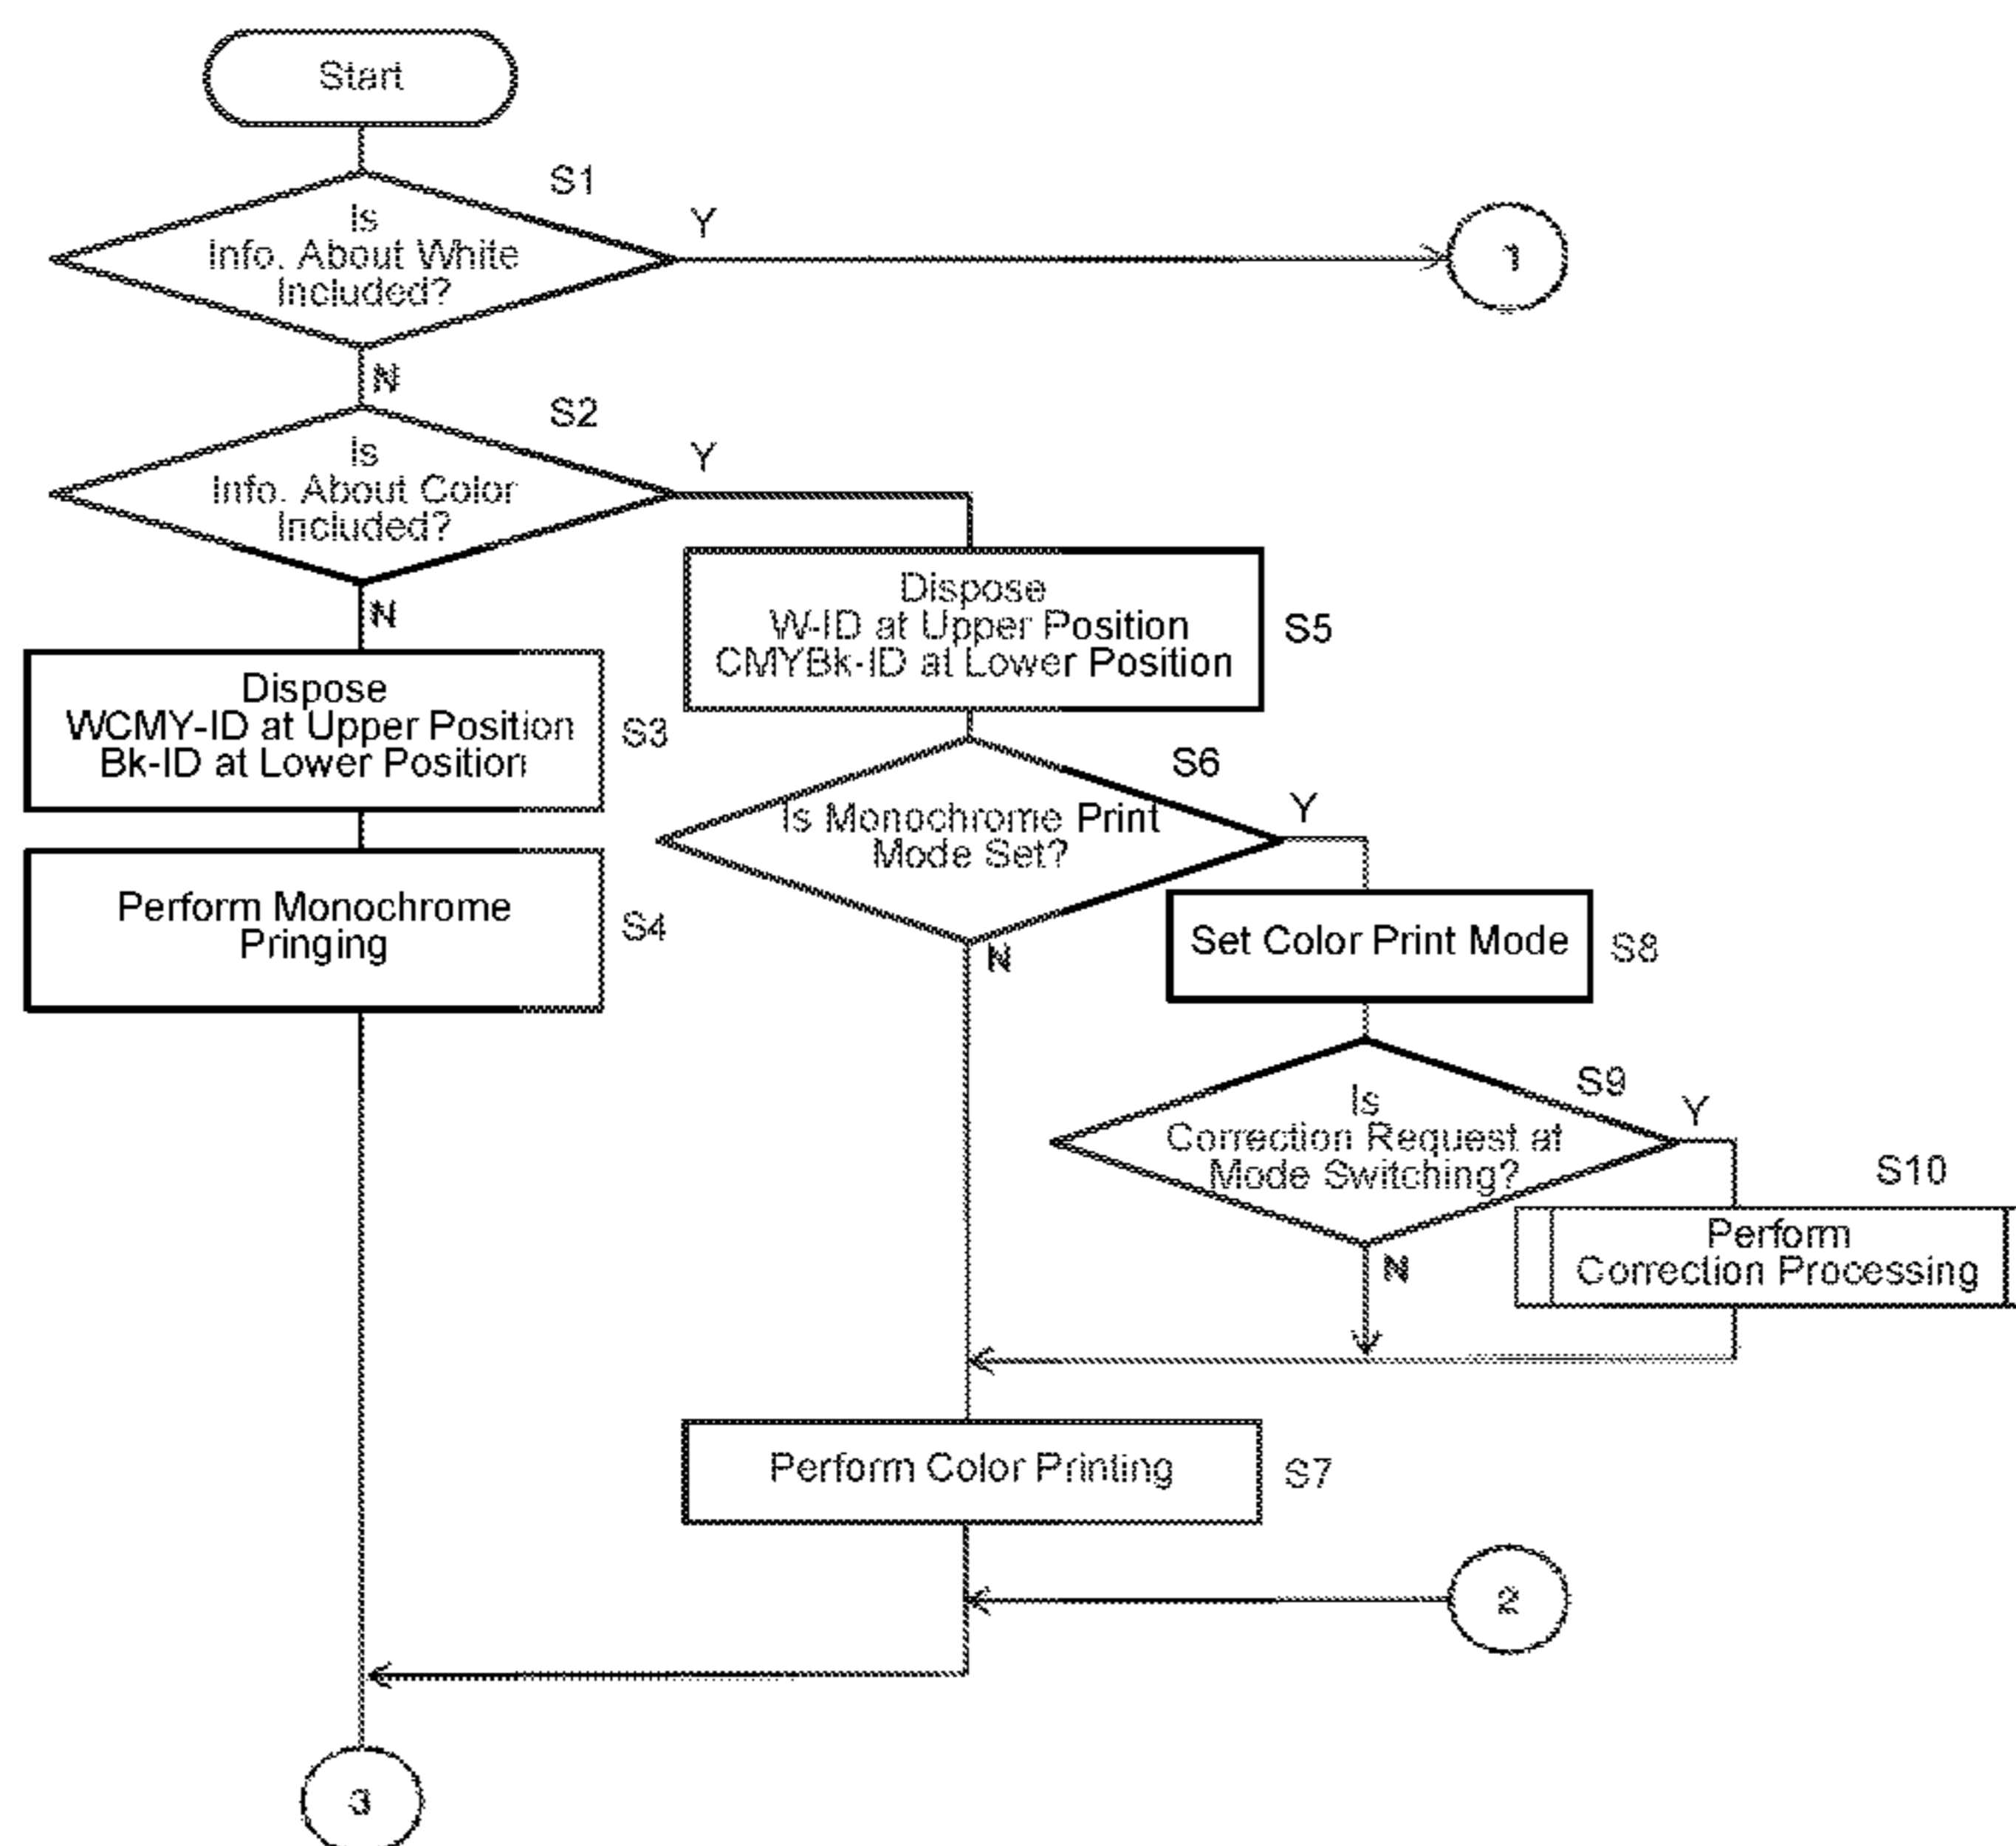 Start
S1
Is
Info. About White
Included?
Y
1
N
S2
Is
Info. About Color
Included?
Y
N
Dispose
W-ID at Upper Position
CMYBk-ID at Lower Position
S5
Dispose
WCMY-ID at Upper Position
Bk-ID at Lower Position
S3
S6
Is Monochrome Print
Mode Set?
Y
N
Perform Monochrome
Pringing
S4
Set Color Print Mode
S8
S9
Is
Correction Request at
Mode Switching?
Y
N
S10
Perform
Correction Processing
Perform Color Printing
S7
2
3